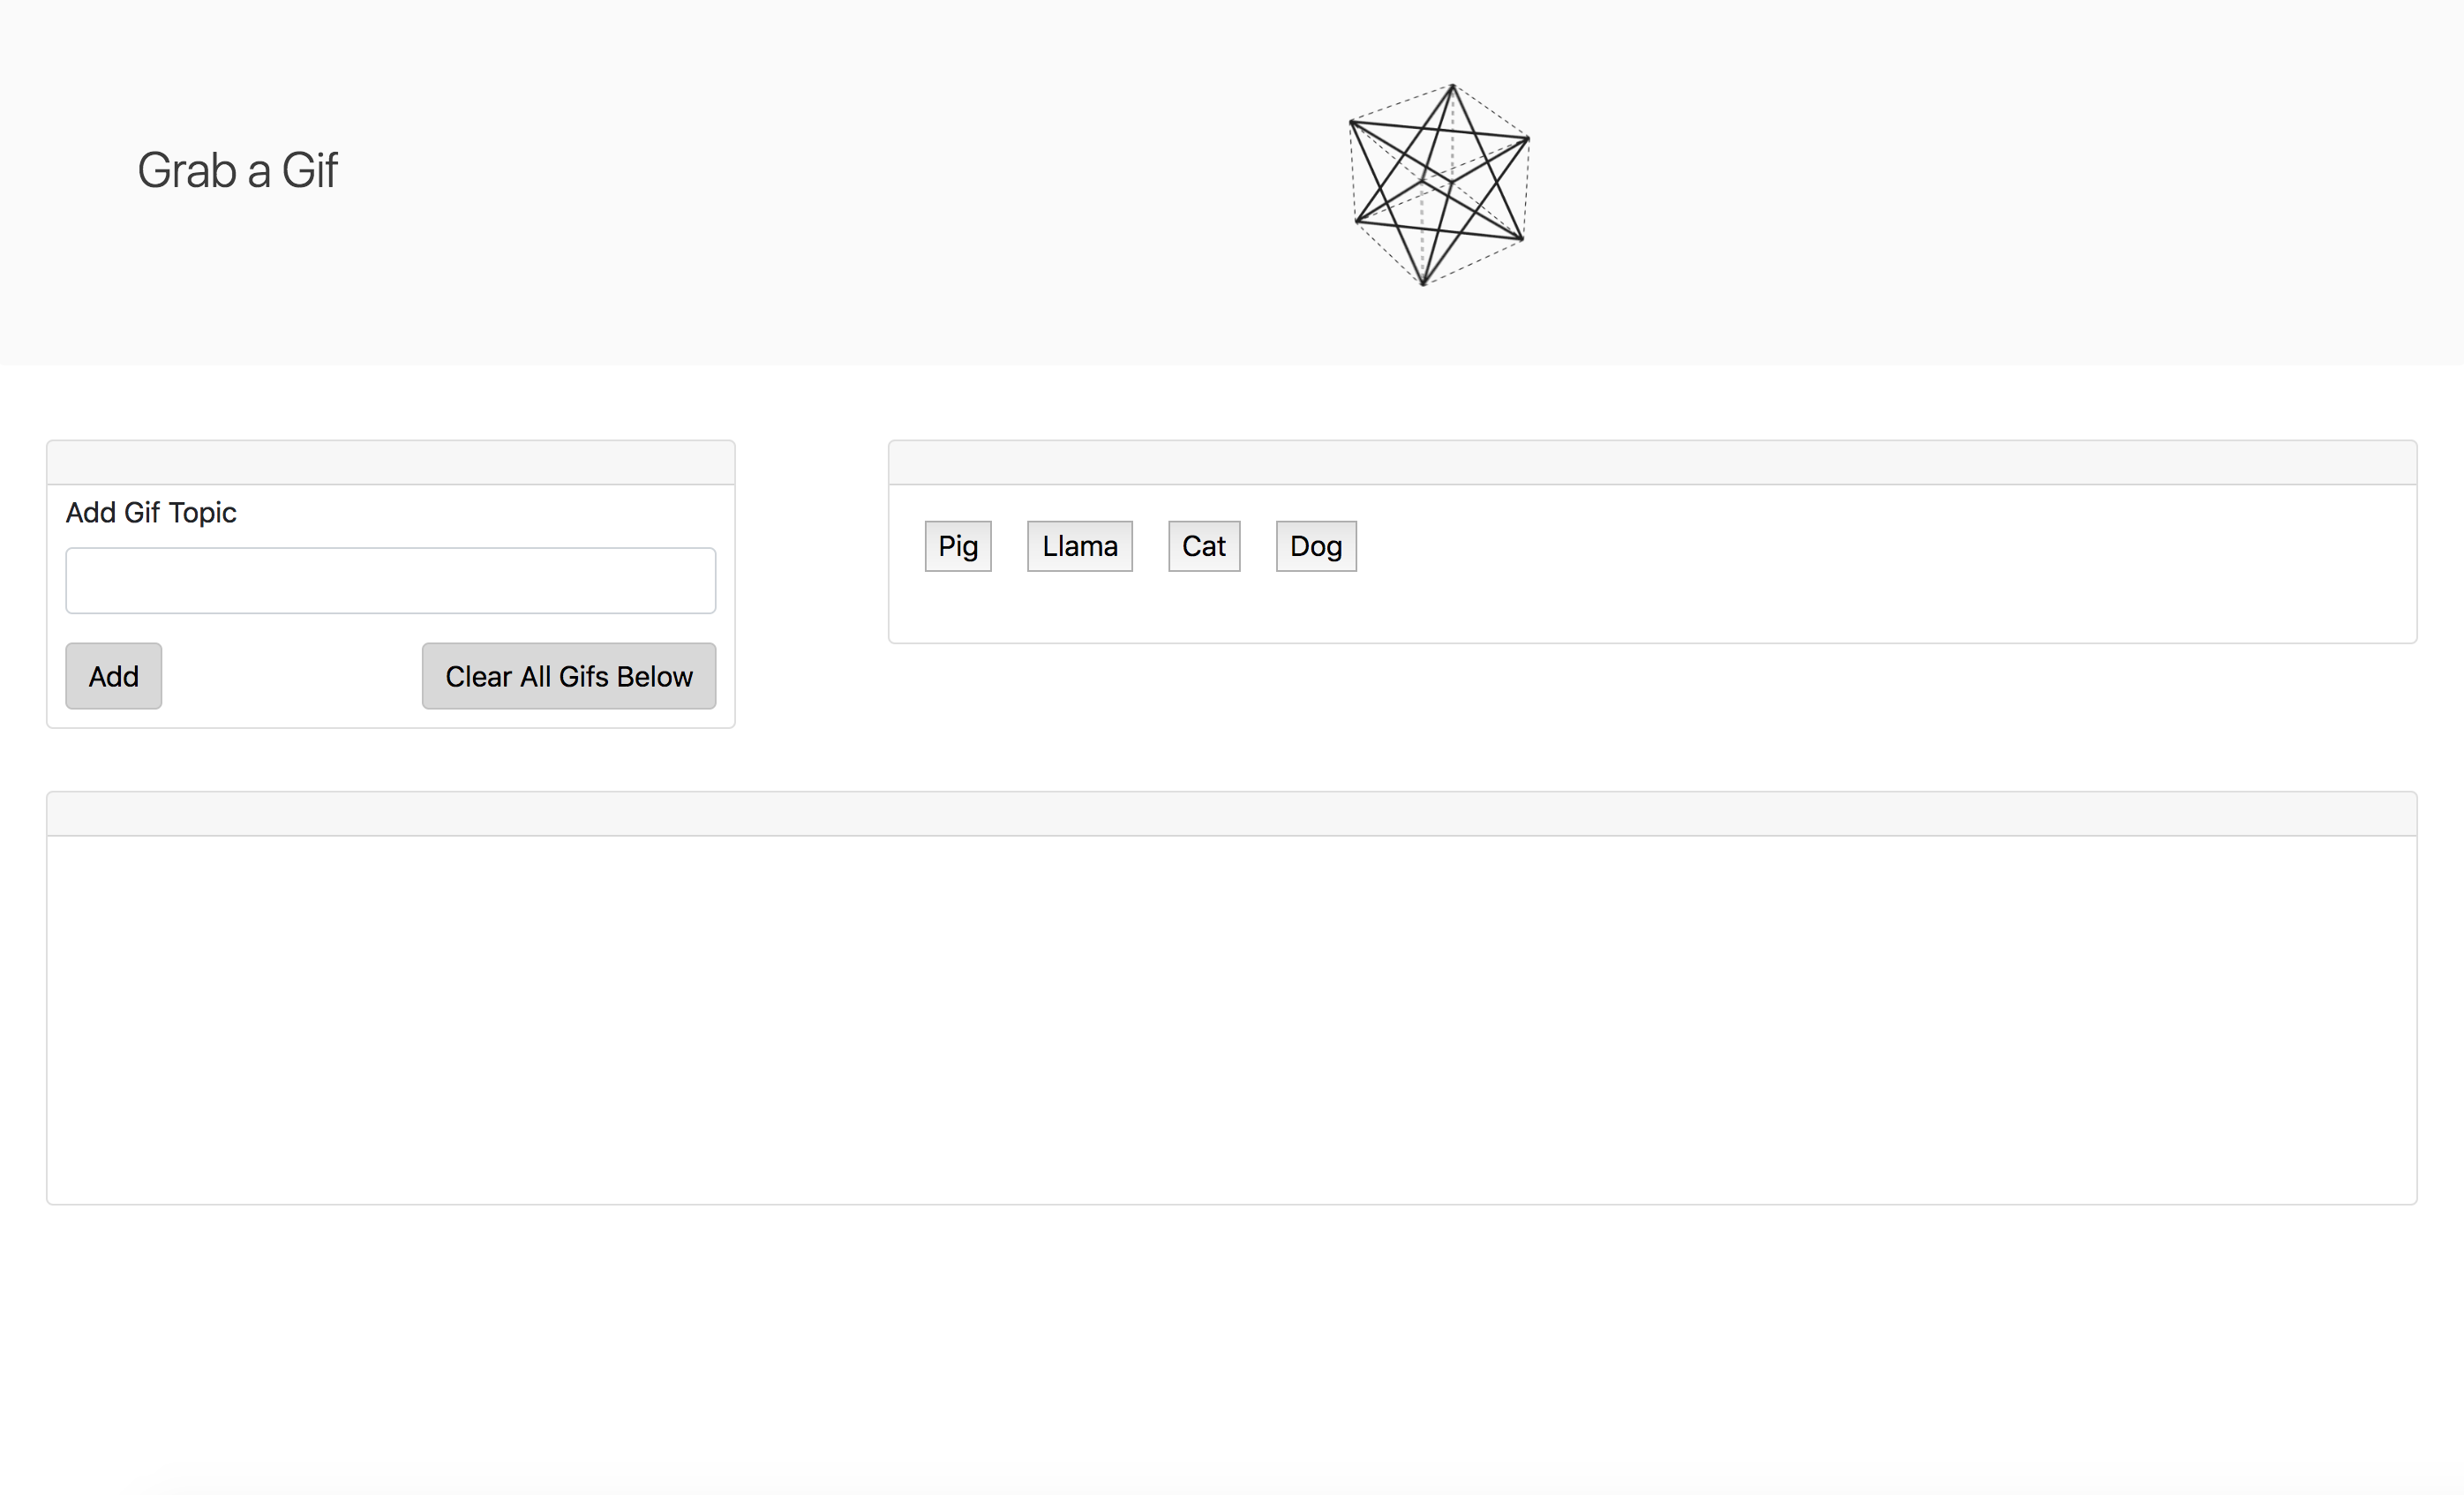 Grab a Gif
Add Gif Topic
Add
Clear All Gifs Below
Pig
Llama
Cat
Dog